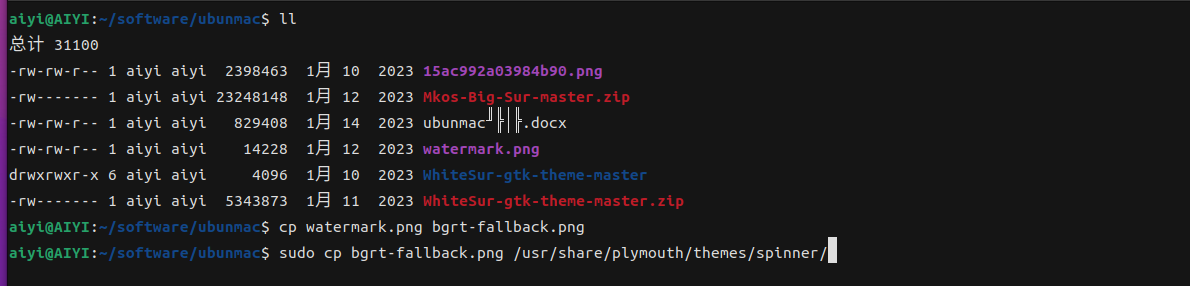 aiyi@AIYI:~/software/ubunmac$ ll
总计 31100
-rw-rw-r-- 1 aiyi aiyi  2398463  1月 10  2023 15ac992a03984b90.png
-rw------- 1 aiyi aiyi 23248148  1月 12  2023 Mkos-Big-Sur-master.zip
-rw-rw-r-- 1 aiyi aiyi   829408  1月 14  2023 ubunmac╜╠│╠.docx
-rw-rw-r-- 1 aiyi aiyi    14228  1月 12  2023 watermark.png
drwxrwxr-x 6 aiyi aiyi     4096  1月 10  2023 WhiteSur-gtk-theme-master
-rw------- 1 aiyi aiyi  5343873  1月 11  2023 WhiteSur-gtk-theme-master.zip
aiyi@AIYI:~/software/ubunmac$ cp watermark.png bgrt-fallback.png
aiyi@AIYI:~/software/ubunmac$ sudo cp bgrt-fallback.png /usr/share/plymouth/themes/spinner/